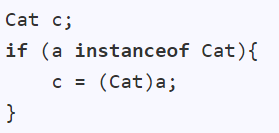 Cat c;
if (a instanceof Cat){
    c = (Cat)a;
}